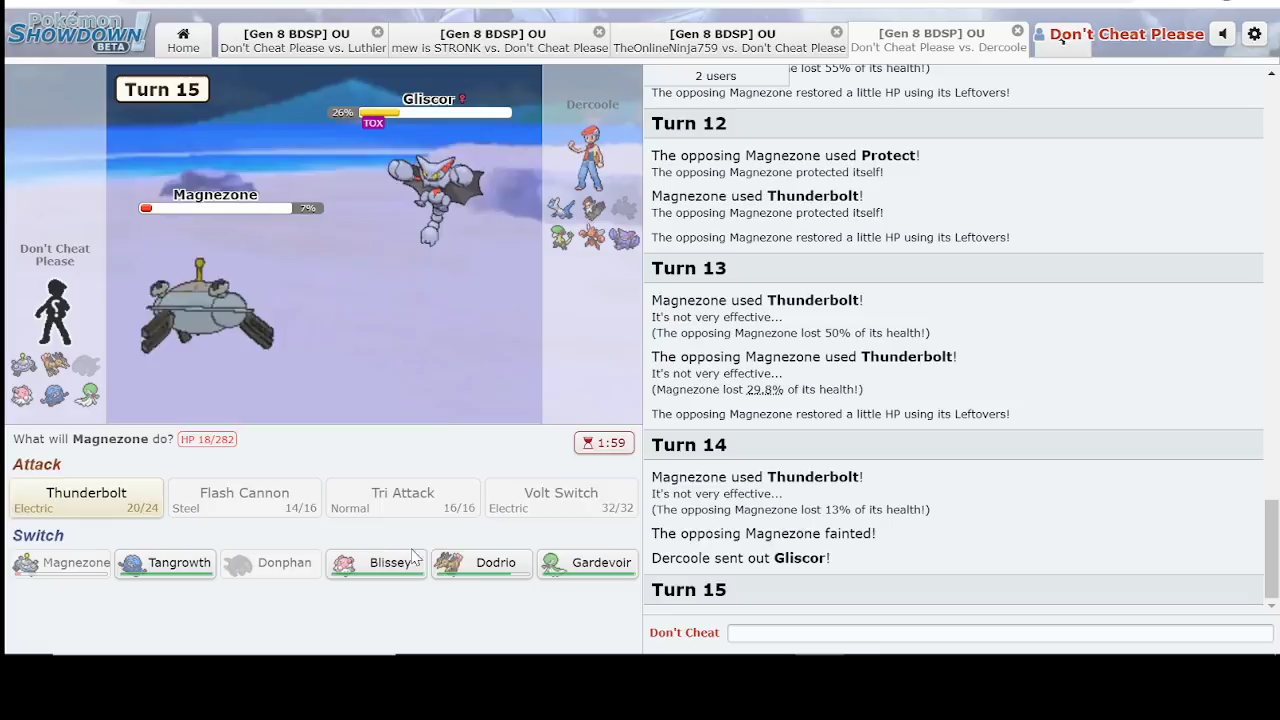 Pokémon
SHOWDOWN
BETA
Home
[Gen 8 BDSP] OU
Don't Cheat Please vs. Luthier
[Gen 8 BDSP] OU
mew is STRONK vs. Don't Cheat Please
[Gen 8 BDSP] OU
TheOnlineNinja759 vs. Don't Cheat Please
[Gen 8 BDSP] OU
Don't Cheat Please vs. Dercoole
Don't Cheat Please
Turn 15
Gliscor
26%
TOX
Dercoole
Magnezone
7%
Don't Cheat
Please
What will Magnezone do? HP 18/282
1:59
Attack
Thunderbolt
Electric 20/24
Flash Cannon
Steel 14/16
Tri Attack
Normal 16/16
Volt Switch
Electric 32/32
Switch
Magnezone
Tangrowth
Donphan
Blissey
Dodrio
Gardevoir
2 users
e lost 55% of its health!)
The opposing Magnezone restored a little HP using its Leftovers!
Turn 12
The opposing Magnezone used Protect!
The opposing Magnezone protected itself!
Magnezone used Thunderbolt!
The opposing Magnezone protected itself!
The opposing Magnezone restored a little HP using its Leftovers!
Turn 13
Magnezone used Thunderbolt!
It's not very effective...
(The opposing Magnezone lost 50% of its health!)
The opposing Magnezone used Thunderbolt!
It's not very effective...
(Magnezone lost 29.8% of its health!)
The opposing Magnezone restored a little HP using its Leftovers!
Turn 14
Magnezone used Thunderbolt!
It's not very effective...
(The opposing Magnezone lost 13% of its health!)
The opposing Magnezone fainted!
Dercoole sent out Gliscor!
Turn 15
Don't Cheat